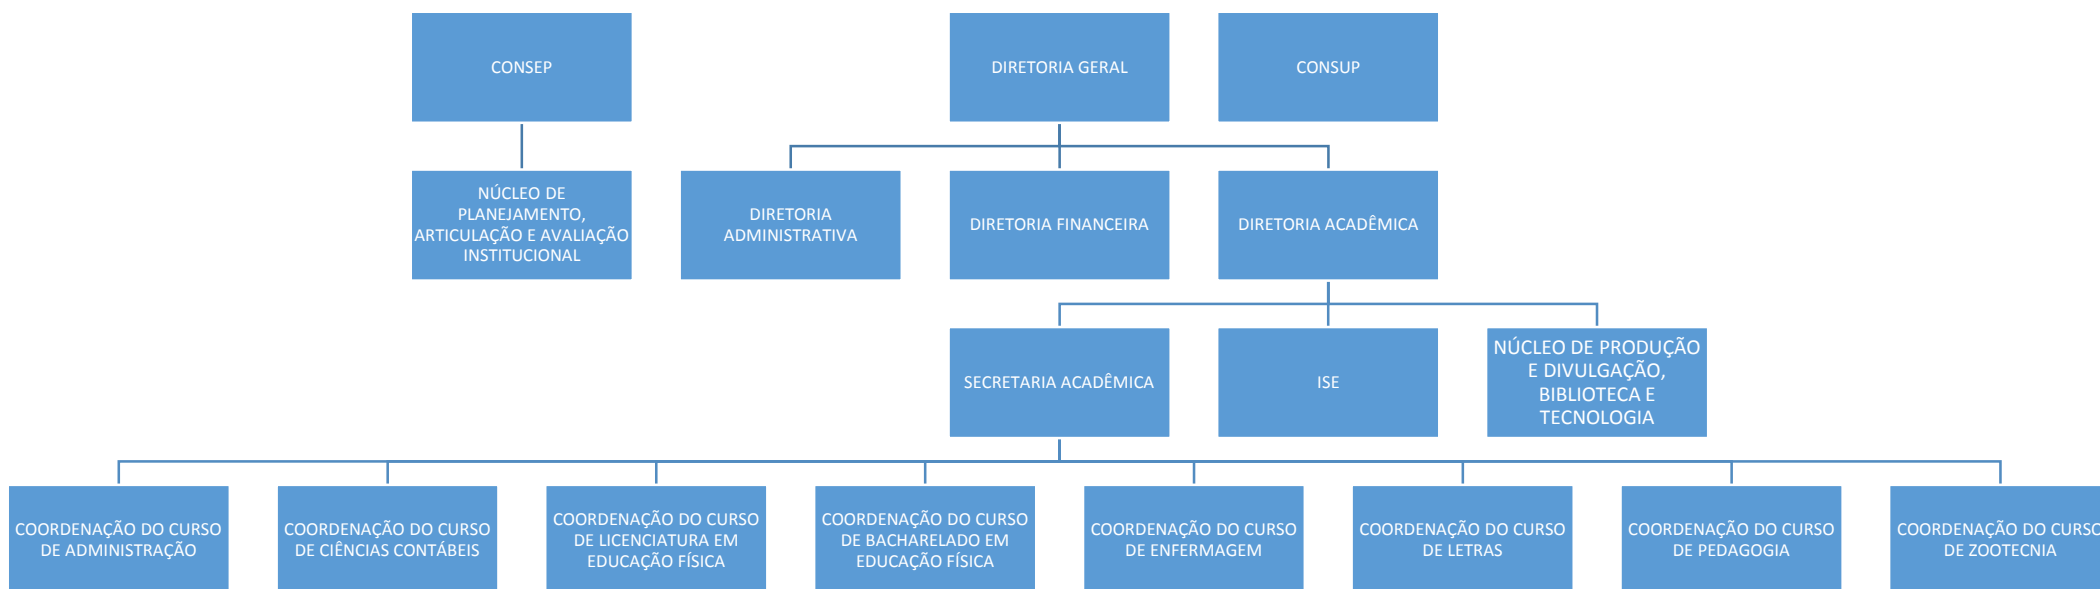 CONSEP
DIRETORIA GERAL
CONSUP
NÚCLEO DE
PLANEJAMENTO,
ARTICULAÇÃO E AVALIAÇÃO
INSTITUCIONAL
DIRETORIA
ADMINISTRATIVA
DIRETORIA FINANCEIRA
DIRETORIA ACADÊMICA
SECRETARIA ACADÊMICA
ISE
NÚCLEO DE PRODUÇÃO
E DIVULGAÇÃO,
BIBLIOTECA E
TECNOLOGIA
COORDENAÇÃO DO CURSO
DE ADMINISTRAÇÃO
COORDENAÇÃO DO CURSO
DE CIÊNCIAS CONTÁBEIS
COORDENAÇÃO DO CURSO
DE LICENCIATURA EM
EDUCAÇÃO FÍSICA
COORDENAÇÃO DO CURSO
DE BACHARELADO EM
EDUCAÇÃO FÍSICA
COORDENAÇÃO DO CURSO
DE ENFERMAGEM
COORDENAÇÃO DO CURSO
DE LETRAS
COORDENAÇÃO DO CURSO
DE PEDAGOGIA
COORDENAÇÃO DO CURSO
DE ZOOTECNIA